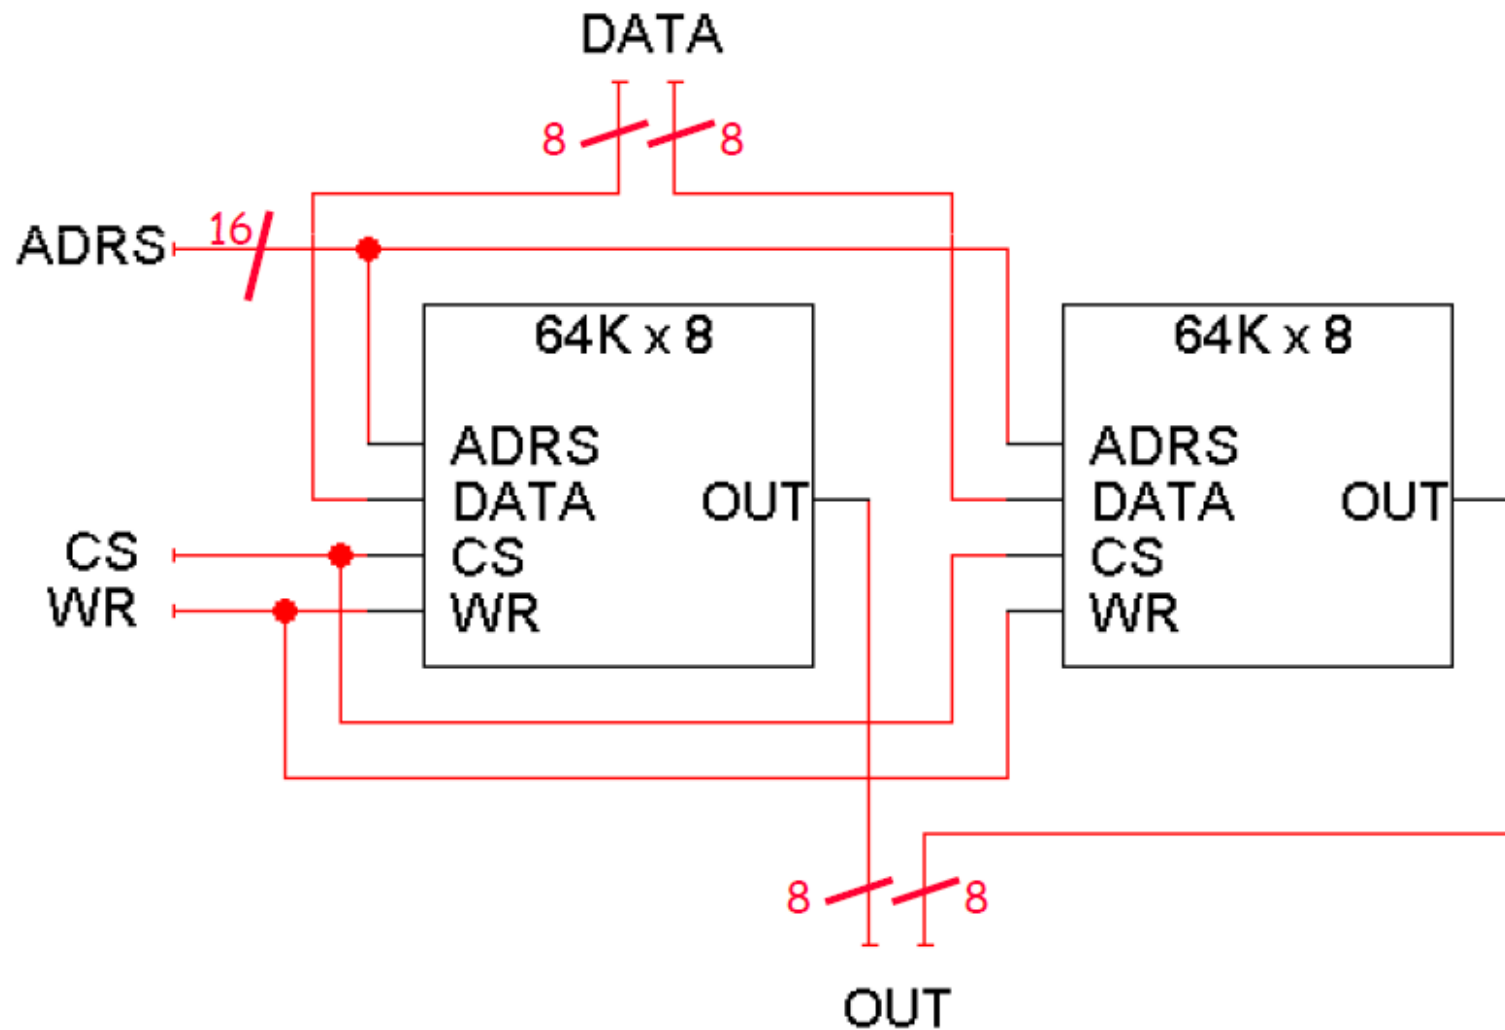 DATA
8 8
ADRS 16
64K x 8 64K x 8
ADRS ADRS
DATA OUT DATA OUT
CS CS CS
WR WR WR
8 8
OUT